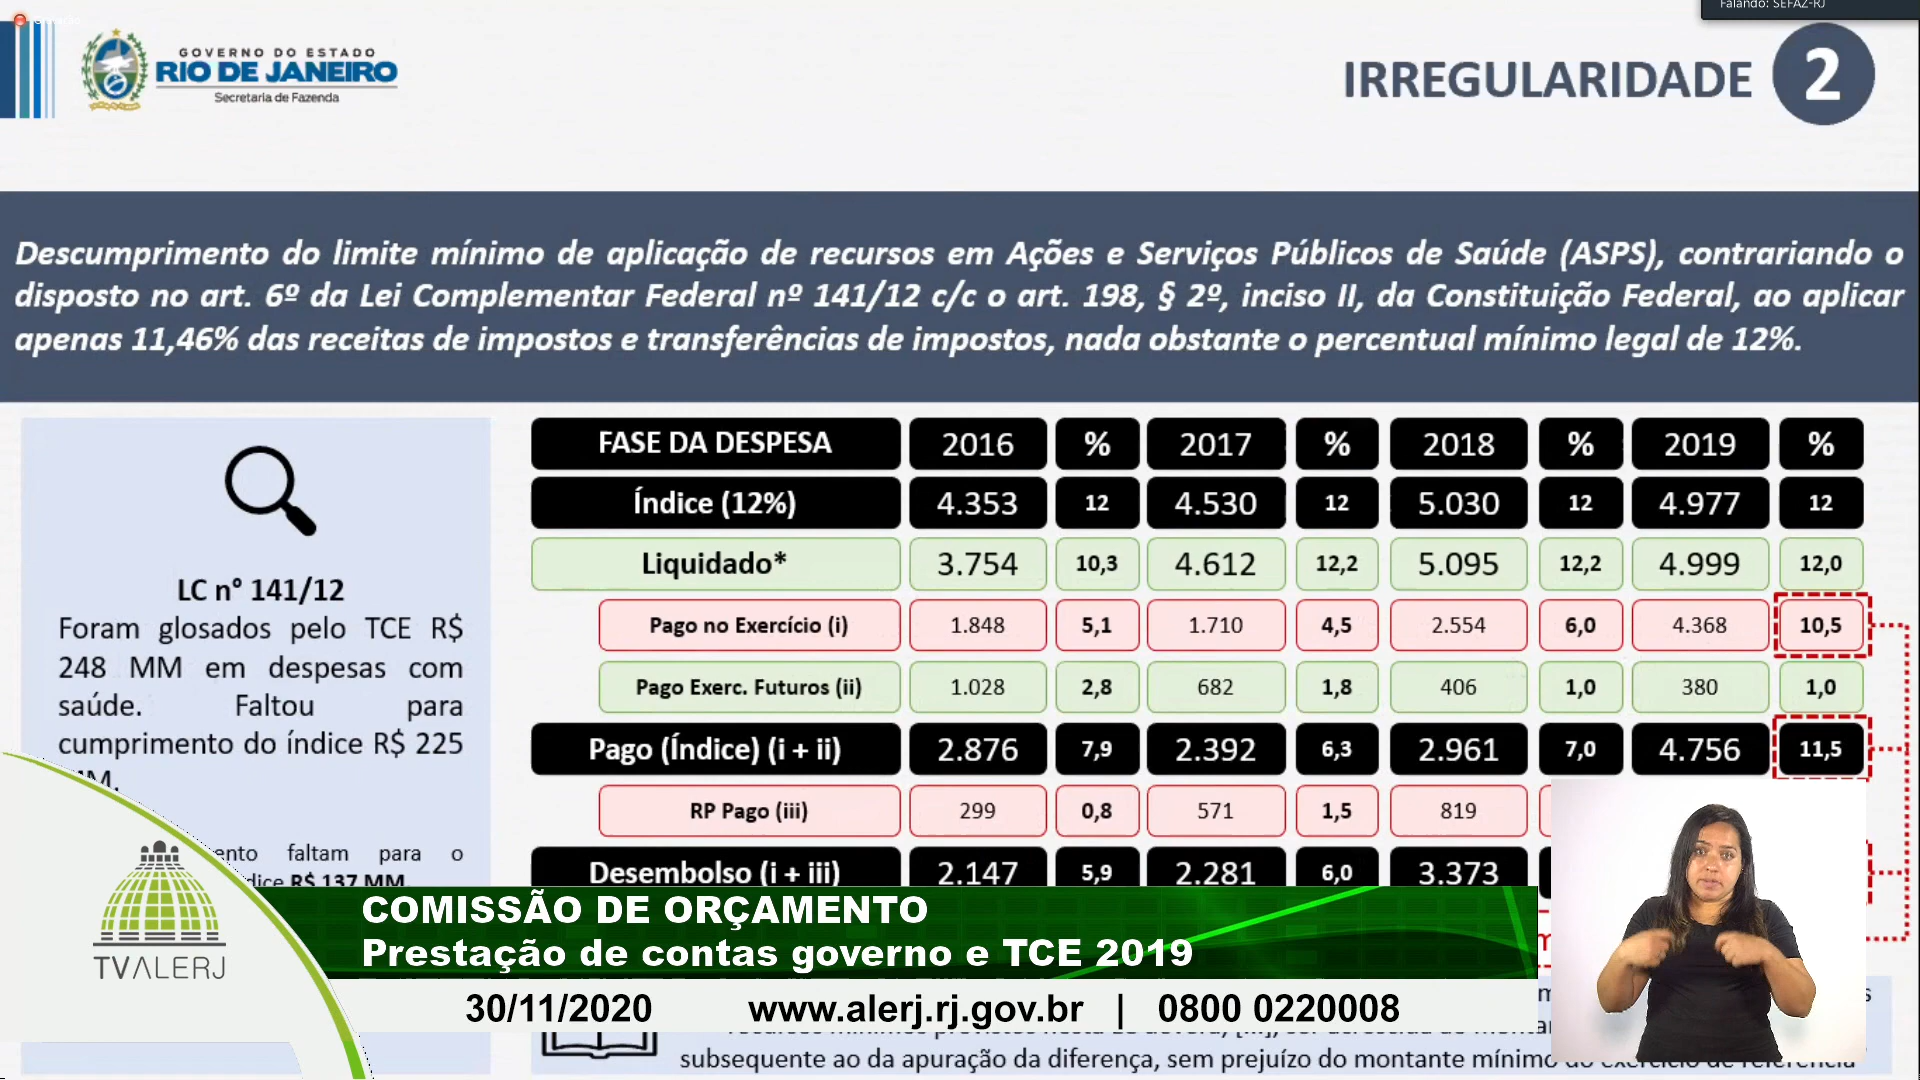 Falando: SEFAZ-RJ
GOVERNO DO ESTADO
RIO DE JANEIRO
Secretaria de Fazenda
IRREGULARIDADE 2
Descumprimento do limite mínimo de aplicação de recursos em Ações e Serviços Públicos de Saúde (ASPS), contrariando o
disposto no art. 6º da Lei Complementar Federal nº 141/12 c/c o art. 198, § 2º, inciso II, da Constituição Federal, ao aplicar
apenas 11,46% das receitas de impostos e transferências de impostos, nada obstante o percentual mínimo legal de 12%.
LC n° 141/12
Foram glosados pelo TCE R$
248 MM em despesas com
saúde. Faltou para
cumprimento do índice R$ 225
faltam para o
R$ 137 MM.
FASE DA DESPESA 2016 % 2017 % 2018 % 2019 %
Índice (12%) 4.353 12 4.530 12 5.030 12 4.977 12
Liquidado* 3.754 10,3 4.612 12,2 5.095 12,2 4.999 12,0
Pago no Exercício (i) 1.848 5,1 1.710 4,5 2.554 6,0 4.368 10,5
Pago Exerc. Futuros (ii) 1.028 2,8 682 1,8 406 1,0 380 1,0
Pago (Índice) (i + ii) 2.876 7,9 2.392 6,3 2.961 7,0 4.756 11,5
RP Pago (iii) 299 0,8 571 1,5 819
Desembolso (i + iii) 2.147 5,9 2.281 6,0 3.373
TVALERJ
COMISSÃO DE ORÇAMENTO
Prestação de contas governo e TCE 2019
30/11/2020 www.alerj.rj.gov.br | 0800 0220008
subsequente ao da apuração da diferença, sem prejuízo do montante mínimo do exercício de referência"